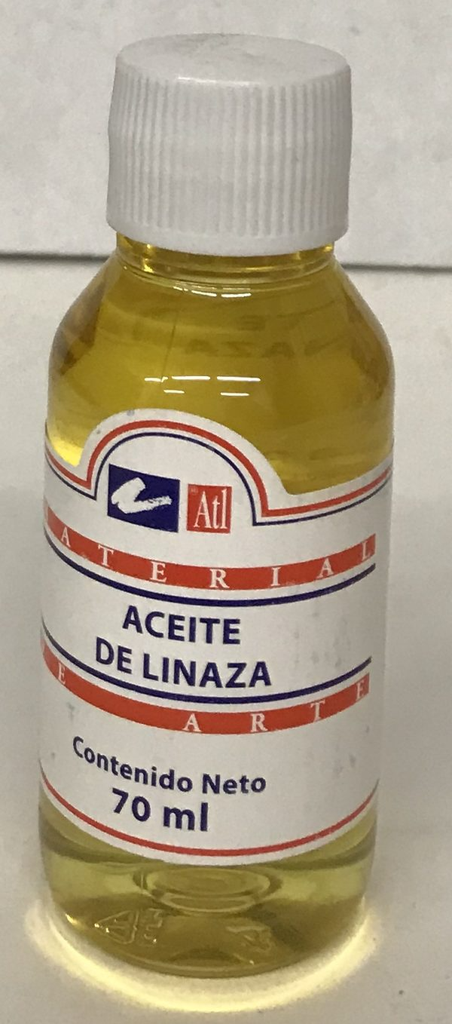 Atl
MATERIAL
ACEITE
DE LINAZA
E ARTE
Contenido Neto
70 ml